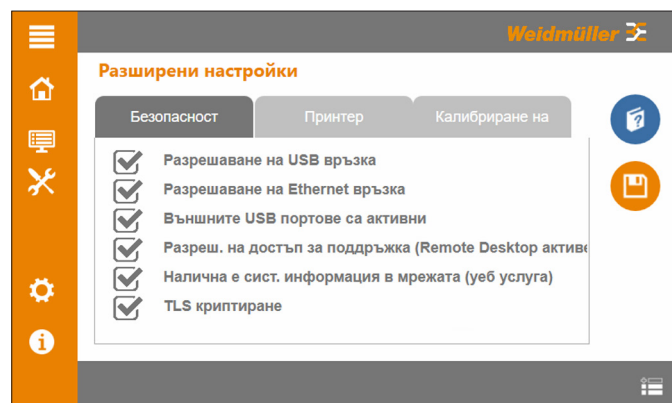 Weidmüller
Разширени настройки
Безопасност Принтер Калибриране на
Разрешаване на USB връзка
Разрешаване на Ethernet връзка
Външните USB портове са активни
Разреш. на достъп за поддръжка (Remote Desktop активе
Налична е сист. информация в мрежата (уеб услуга)
TLS криптиране